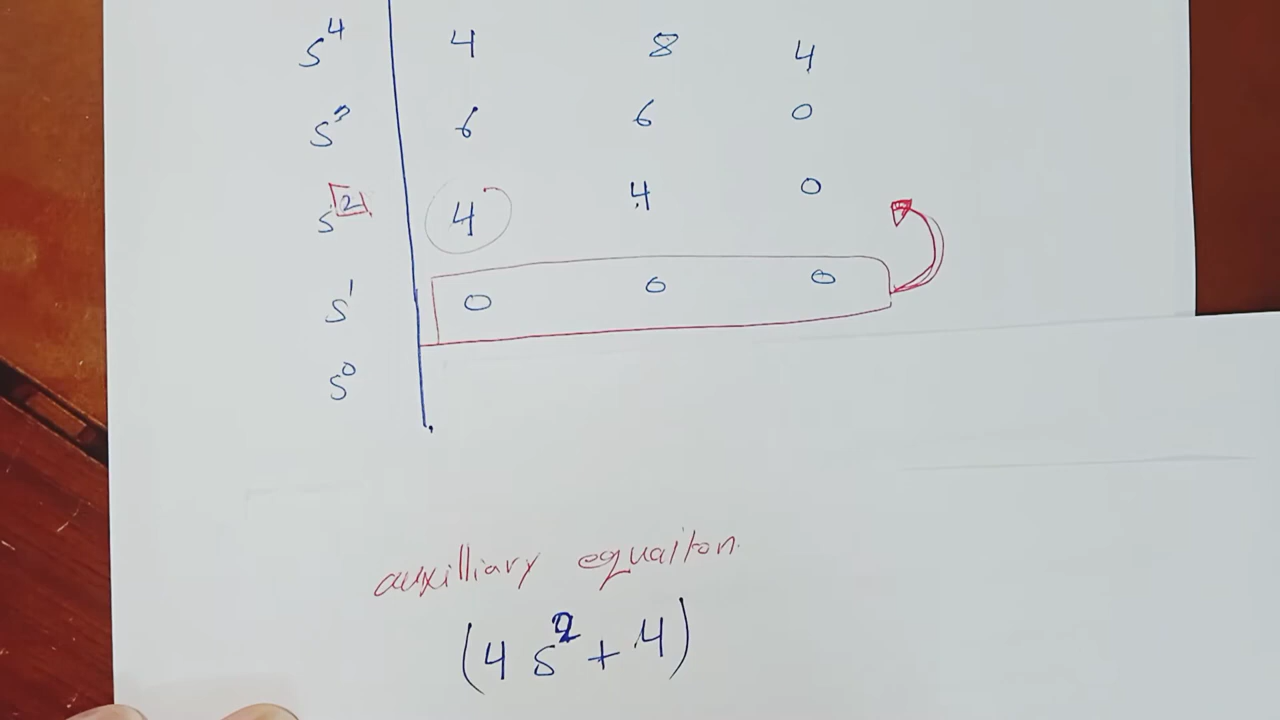 s⁴ 4 8 4
s³ 6 6 0
s² 4 4 0
s¹ 0 0 0
s⁰
auxilliary equaiton.
(4 s² + 4)